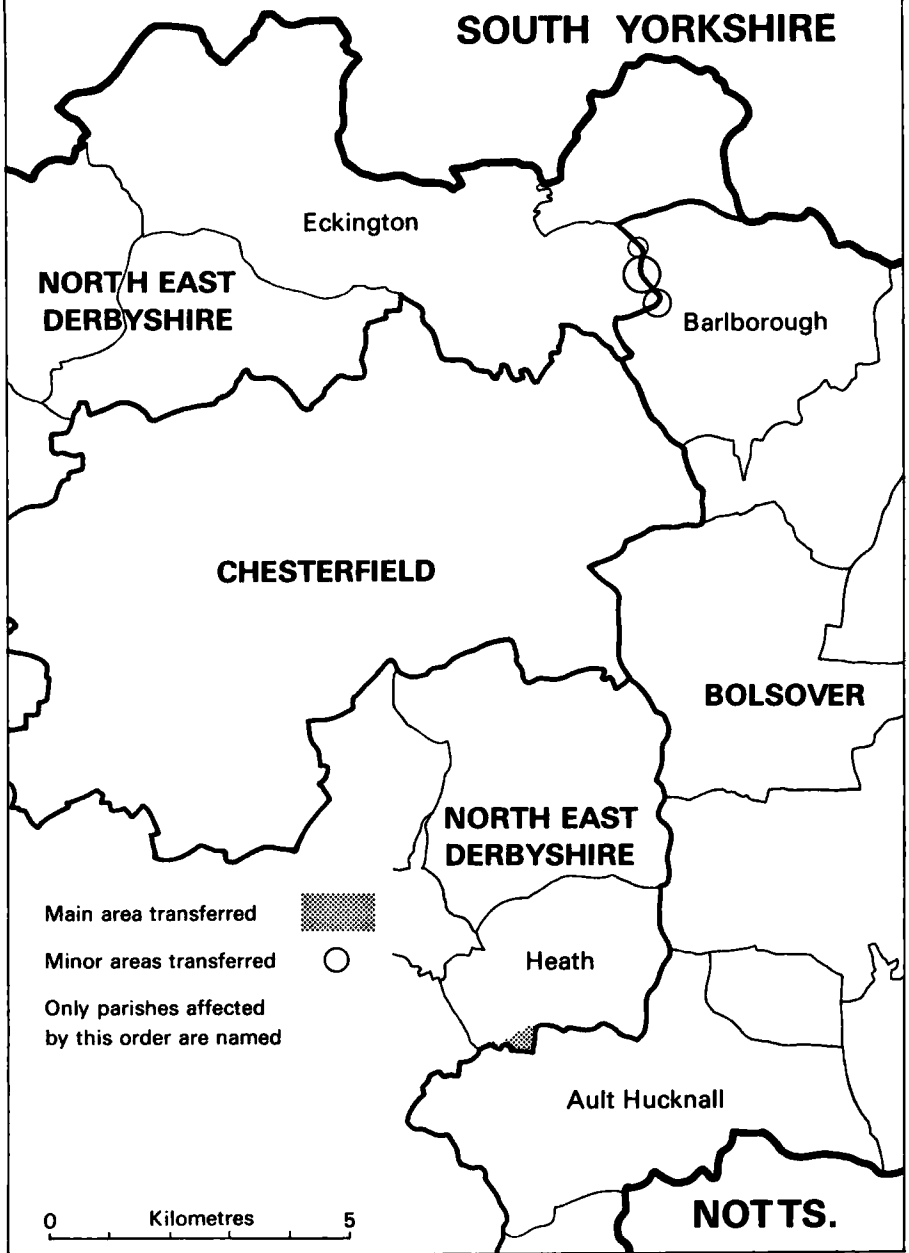 SOUTH YORKSHIRE
Eckington
NORTH EAST
DERBYSHIRE
Barlborough
CHESTERFIELD
BOLSOVER
NORTH EAST
DERBYSHIRE
Main area transferred
Minor areas transferred
Only parishes affected
by this order are named
Heath
Ault Hucknall
0 Kilometres 5
NOTTS.